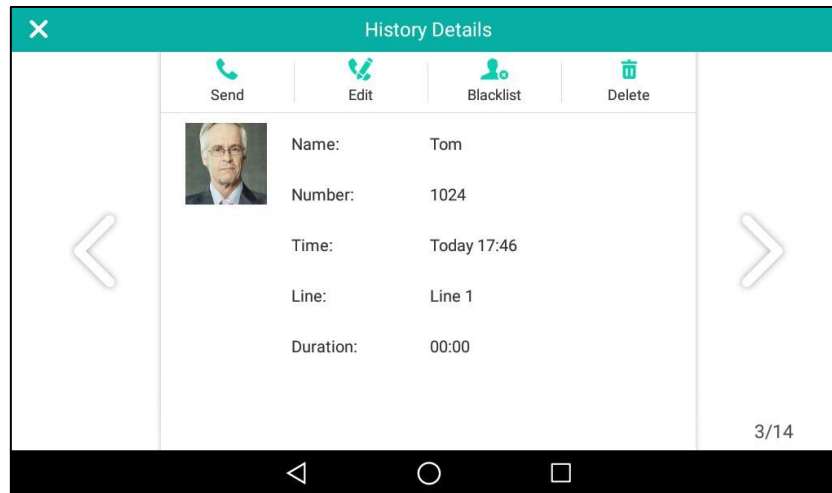 History Details
Send Edit Blacklist Delete
Name: Tom
Number: 1024
Time: Today 17:46
Line: Line 1
Duration: 00:00
3/14